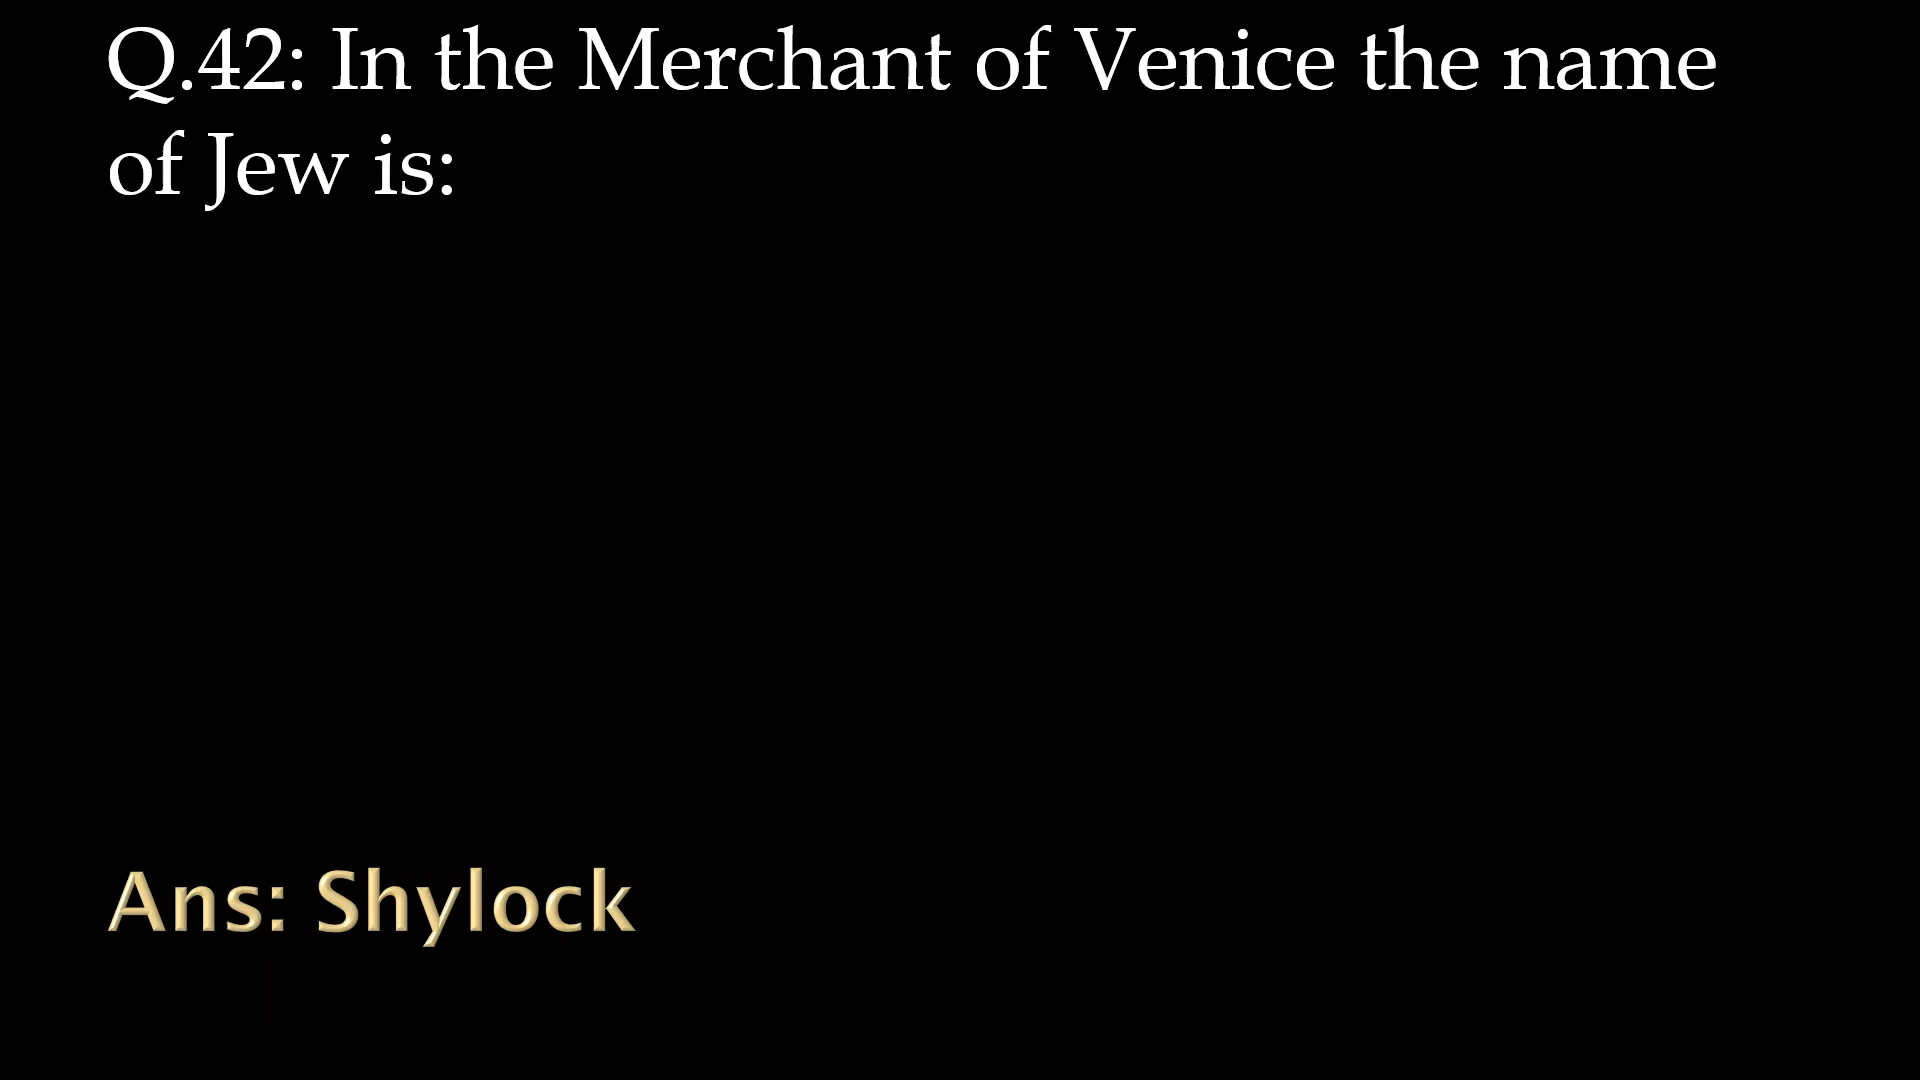 Q.42: In the Merchant of Venice the name
of Jew is:
Ans: Shylock